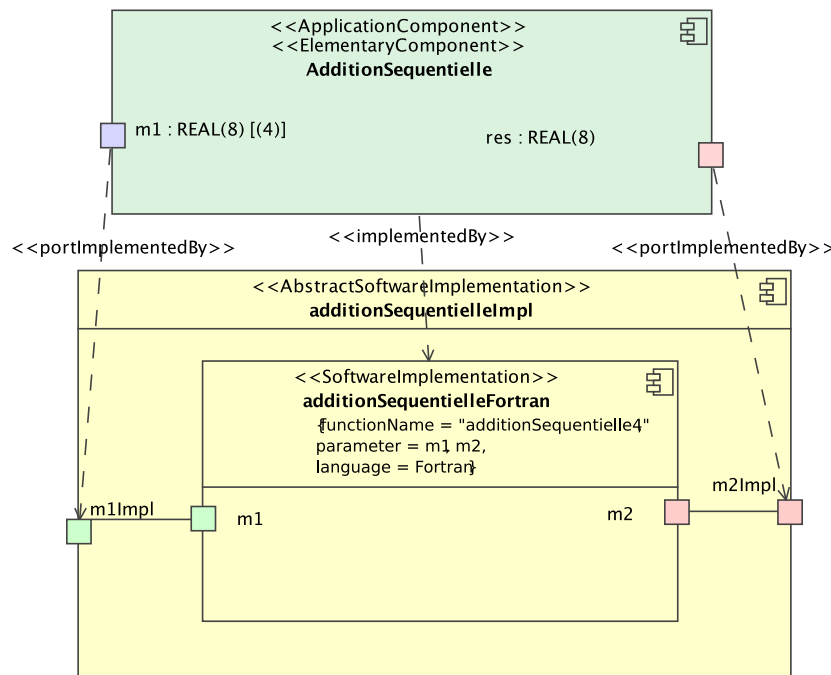 <<ApplicationComponent>>
<<ElementaryComponent>>
AdditionSequentielle
m1 : REAL(8) [(4)]
res : REAL(8)
<<portImplementedBy>>
<<implementedBy>>
<<portImplementedBy>>
<<AbstractSoftwareImplementation>>
additionSequentielleImpl
<<SoftwareImplementation>>
additionSequentielleFortran
{functionName = "additionSequentielle4"
parameter = m1, m2,
language = Fortran}
m1Impl
m1
m2
m2Impl